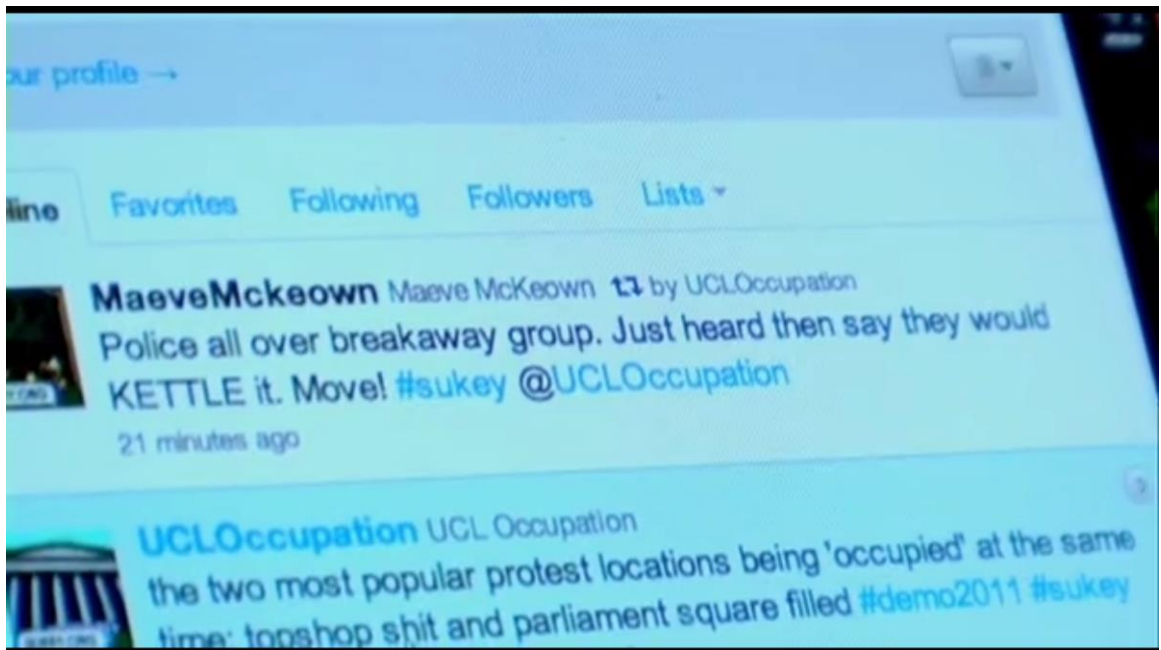 our profile →
line Favorites Following Followers Lists
MaeveMckeown Maeve McKeown by UCLOccupation
Police all over breakaway group. Just heard then say they would
KETTLE it. Move! #sukey @UCLOccupation
21 minutes ago
UCLOccupation UCL Occupation
the two most popular protest locations being 'occupied' at the same
time: topshop shit and parliament square filled #demo2011 #sukey